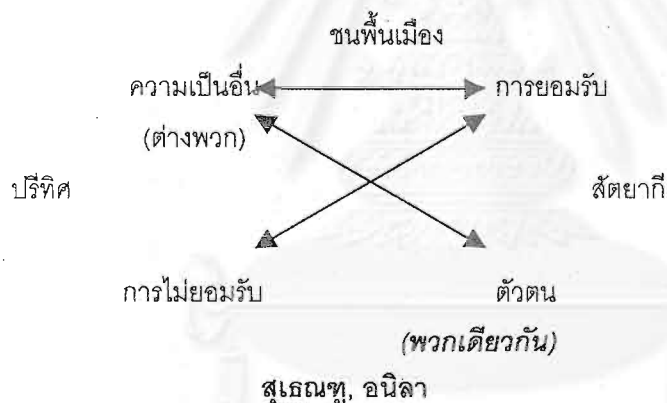 ชนพื้นเมือง
ความเป็นอื่น การยอมรับ
(ต่างพวก)
ปรีทิศ สัตยากี
การไม่ยอมรับ ตัวตน
(พวกเดียวกัน)
สุเธณฑู, อนิลา